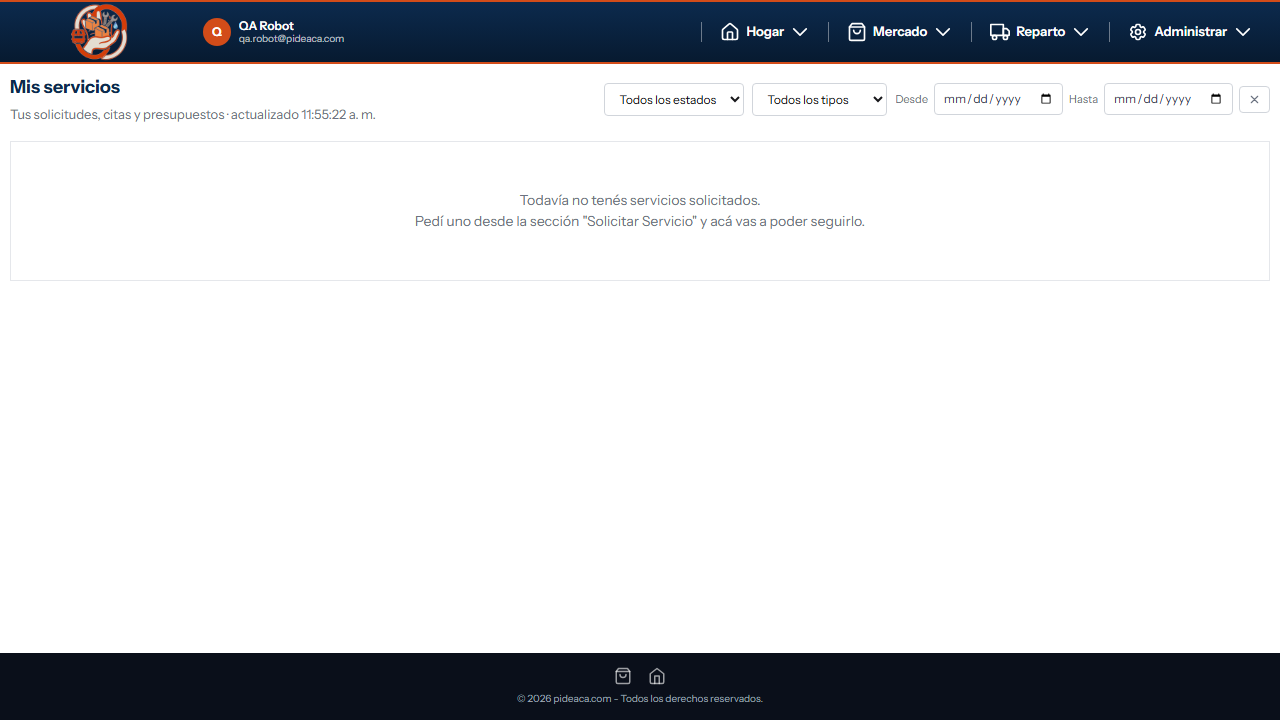 Q
QA Robot
qa.robot@pideaca.com
Hogar
Mercado
Reparto
Administrar
Mis servicios
Tus solicitudes, citas y presupuestos · actualizado 11:55:22 a. m.
Todos los estados
Todos los tipos
Desde
mm/dd/yyyy
Hasta
mm/dd/yyyy
Todavía no tenés servicios solicitados.
Pedí uno desde la sección "Solicitar Servicio" y acá vas a poder seguirlo.
© 2026 pideaca.com - Todos los derechos reservados.